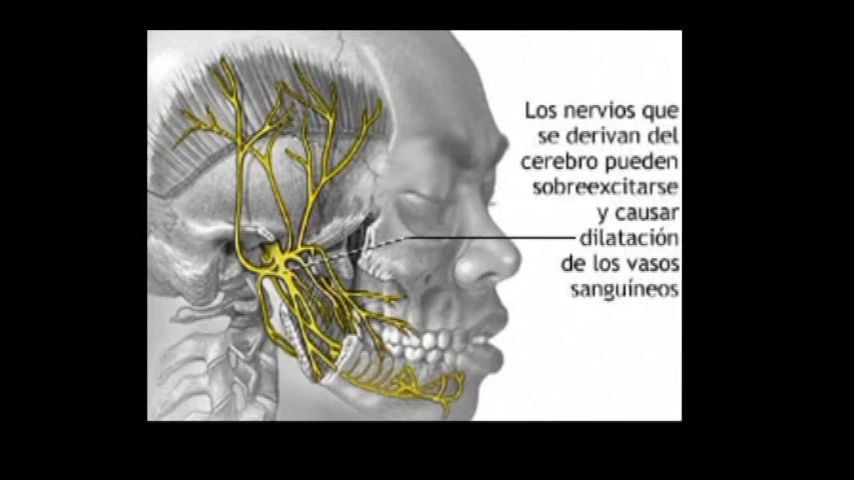 Los nervios que
se derivan del
cerebro pueden
sobreexcitarse
y causar
dilatación
de los vasos
sanguíneos